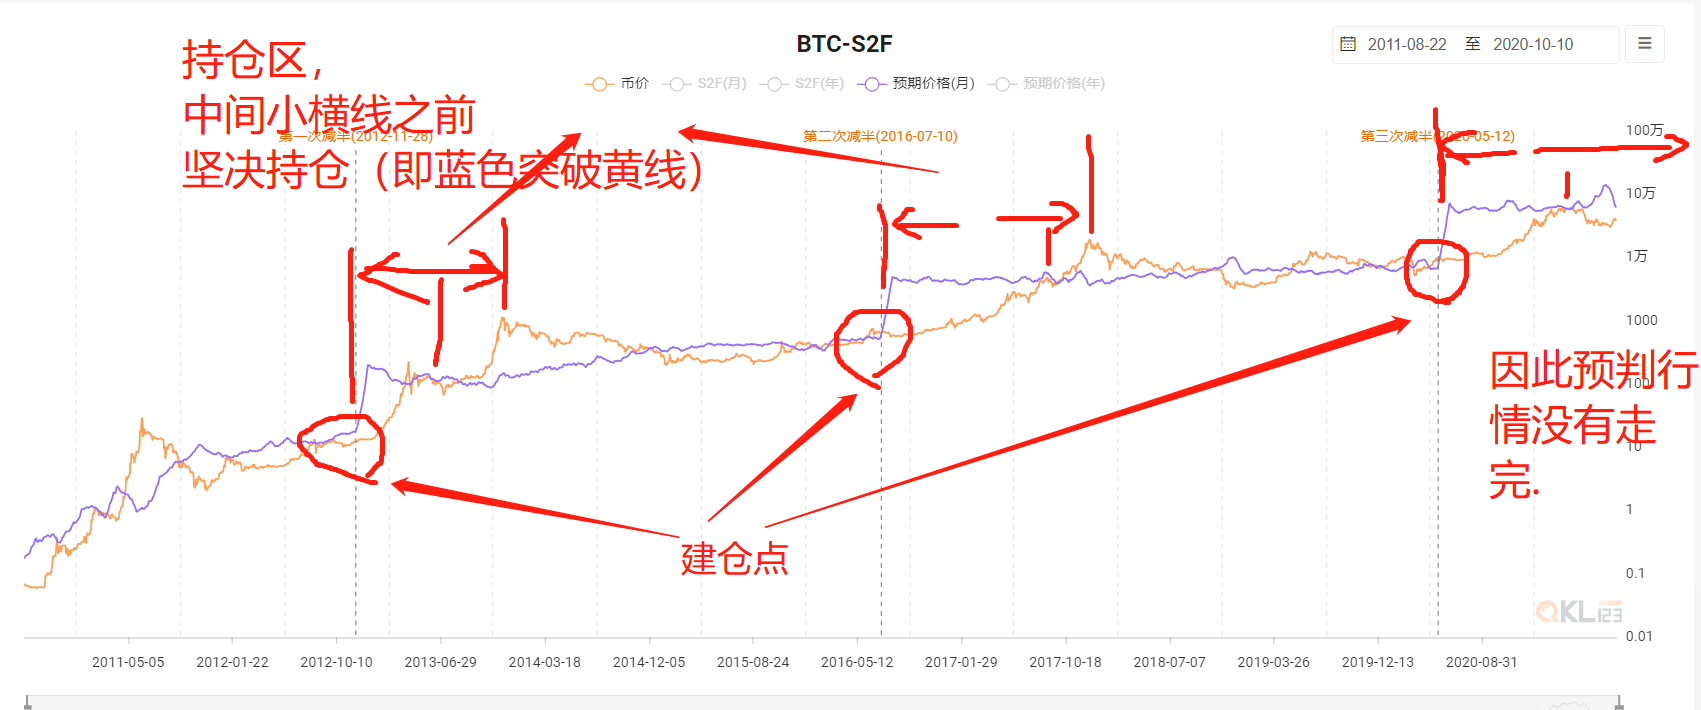 BTC-S2F
2011-08-22 至 2020-10-10
币价 S2F(月) S2F(年) 预期价格(月) 预期价格(年)
持仓区，
中间小横线之前
坚决持仓（即蓝色突破黄线）
第一次减半(2012-11-28)
第二次减半(2016-07-10)
第三次减半(2020-05-12)
100万
10万
1万
1000
100
10
1
0.1
0.01
因此预判行
情没有走
完.
建仓点
QKL123
2011-05-05 2012-01-22 2012-10-10 2013-06-29 2014-03-18 2014-12-05 2015-08-24 2016-05-12 2017-01-29 2017-10-18 2018-07-07 2019-03-26 2019-12-13 2020-08-31